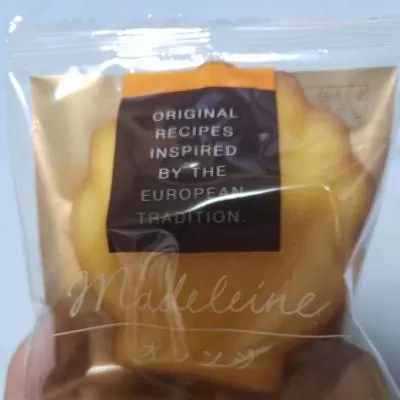 ORIGINAL
RECIPES
INSPIRED
BY THE
EUROPEAN
TRADITION.
Madeleine
オレンジ